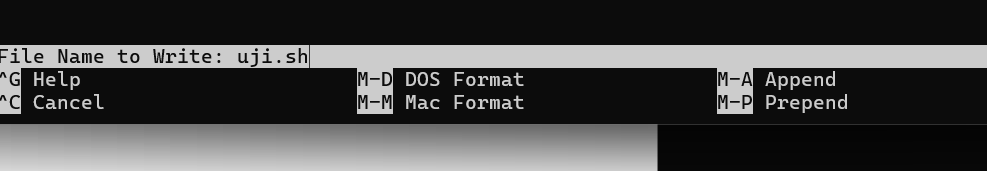 File Name to Write: uji.sh
^G Help M-D DOS Format M-A Append
^C Cancel M-M Mac Format M-P Prepend